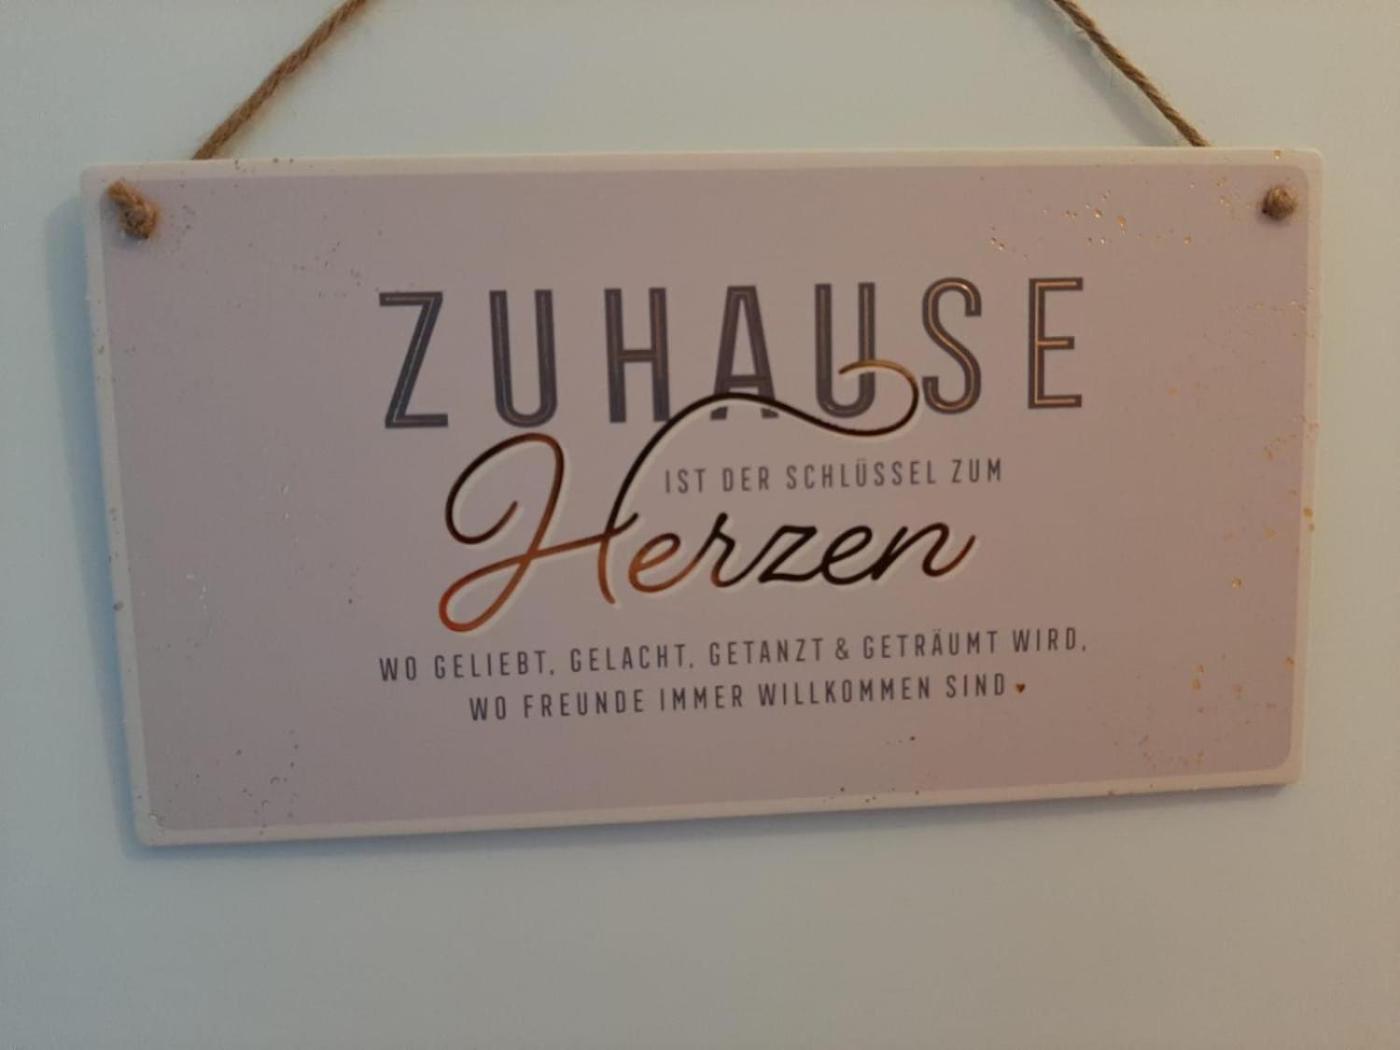 ZUHAUSE
IST DER SCHLÜSSEL ZUM
Herzen
WO GELIEBT, GELACHT, GETANZT & GETRÄUMT WIRD,
WO FREUNDE IMMER WILLKOMMEN SIND ♥